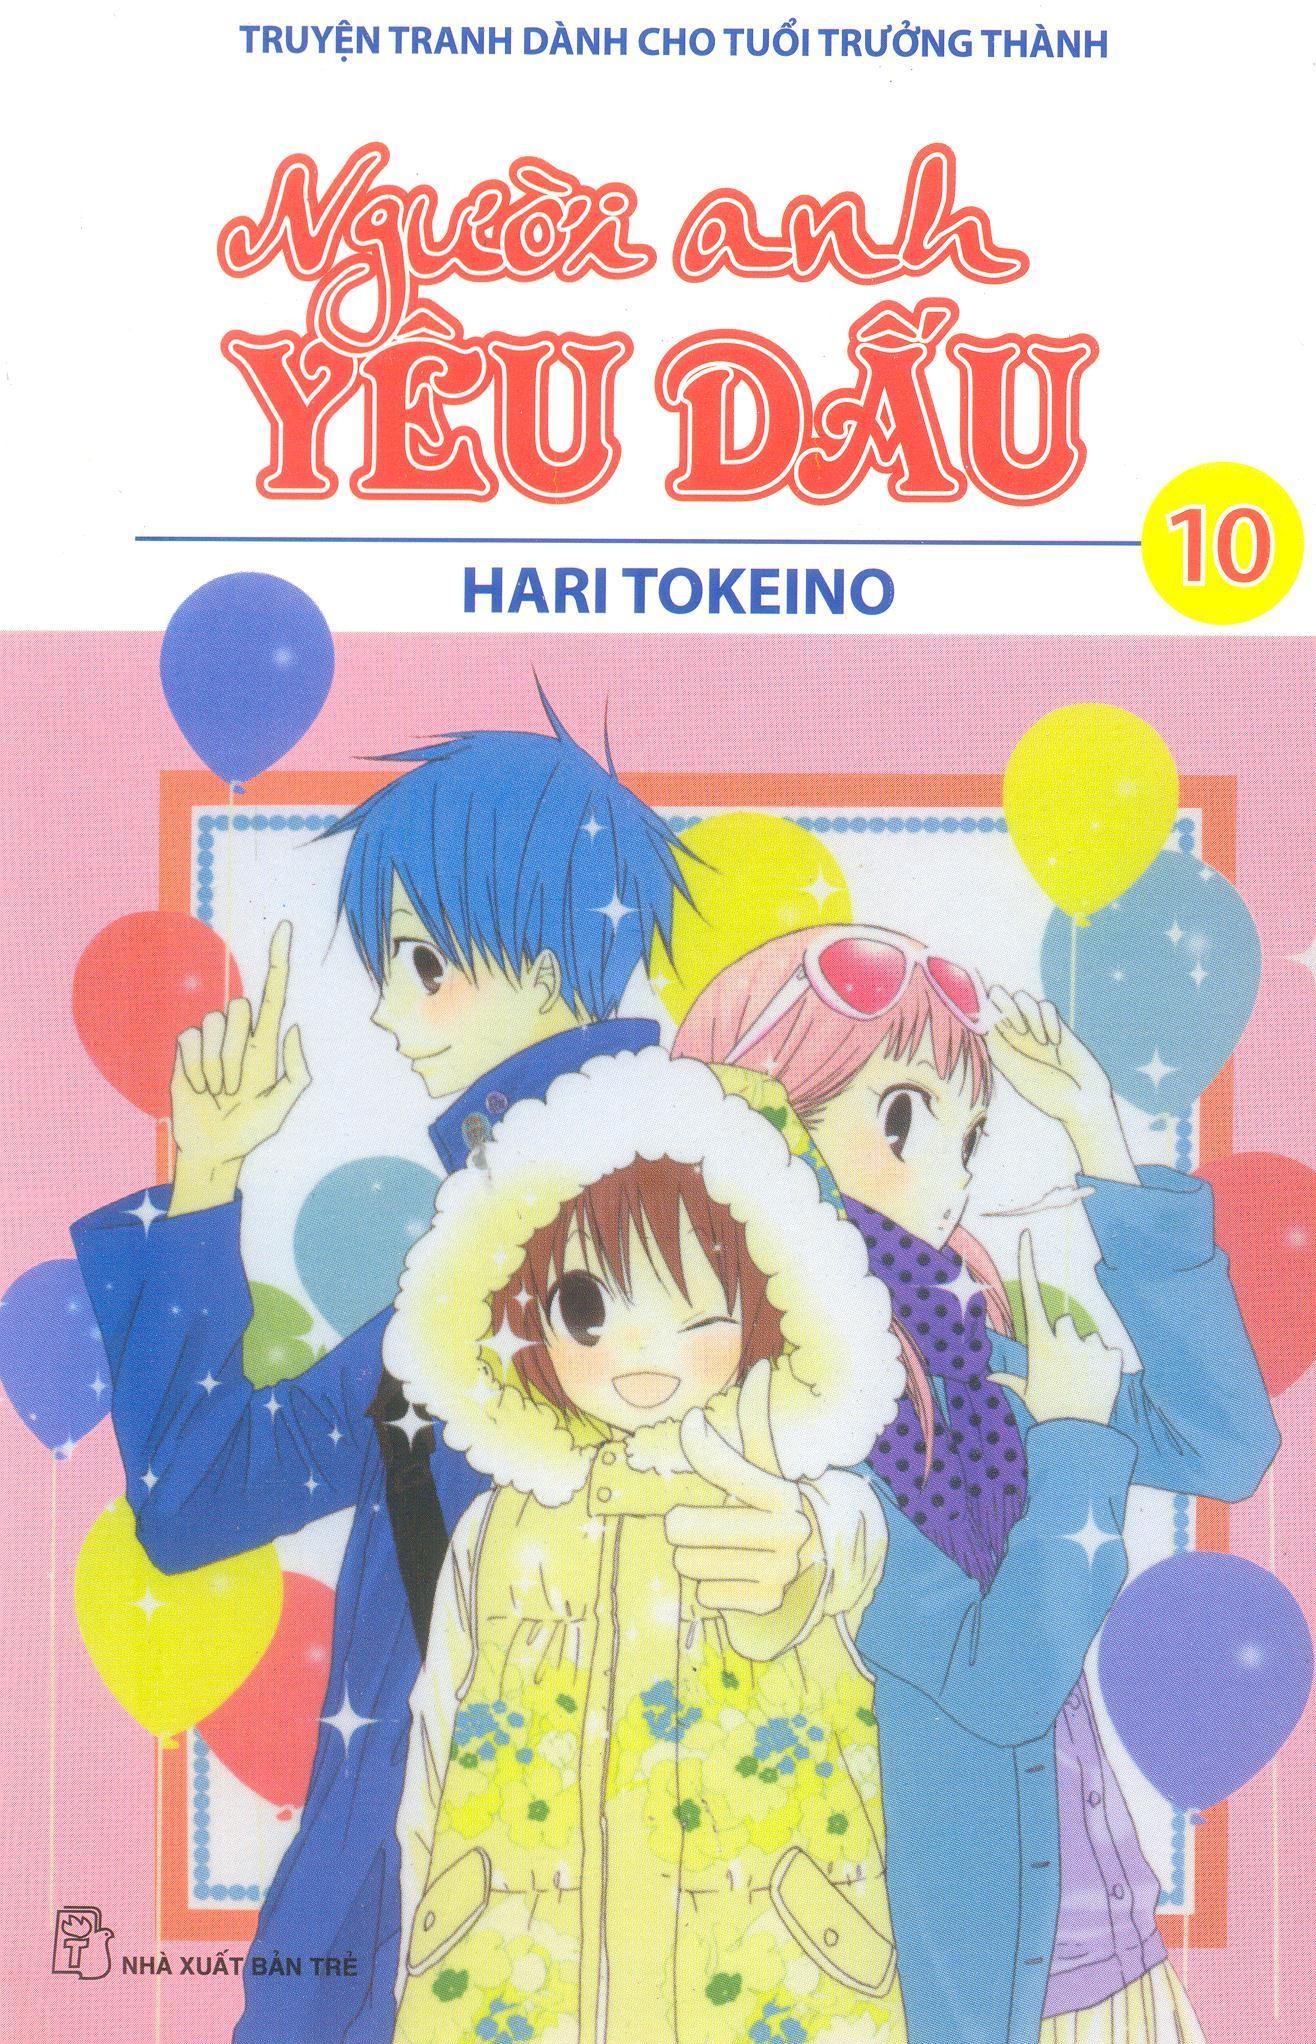 TRUYỆN TRANH DÀNH CHO TUỔI TRƯỞNG THÀNH
Người anh
YÊU DẤU
10
HARI TOKEINO
NHÀ XUẤT BẢN TRẺ